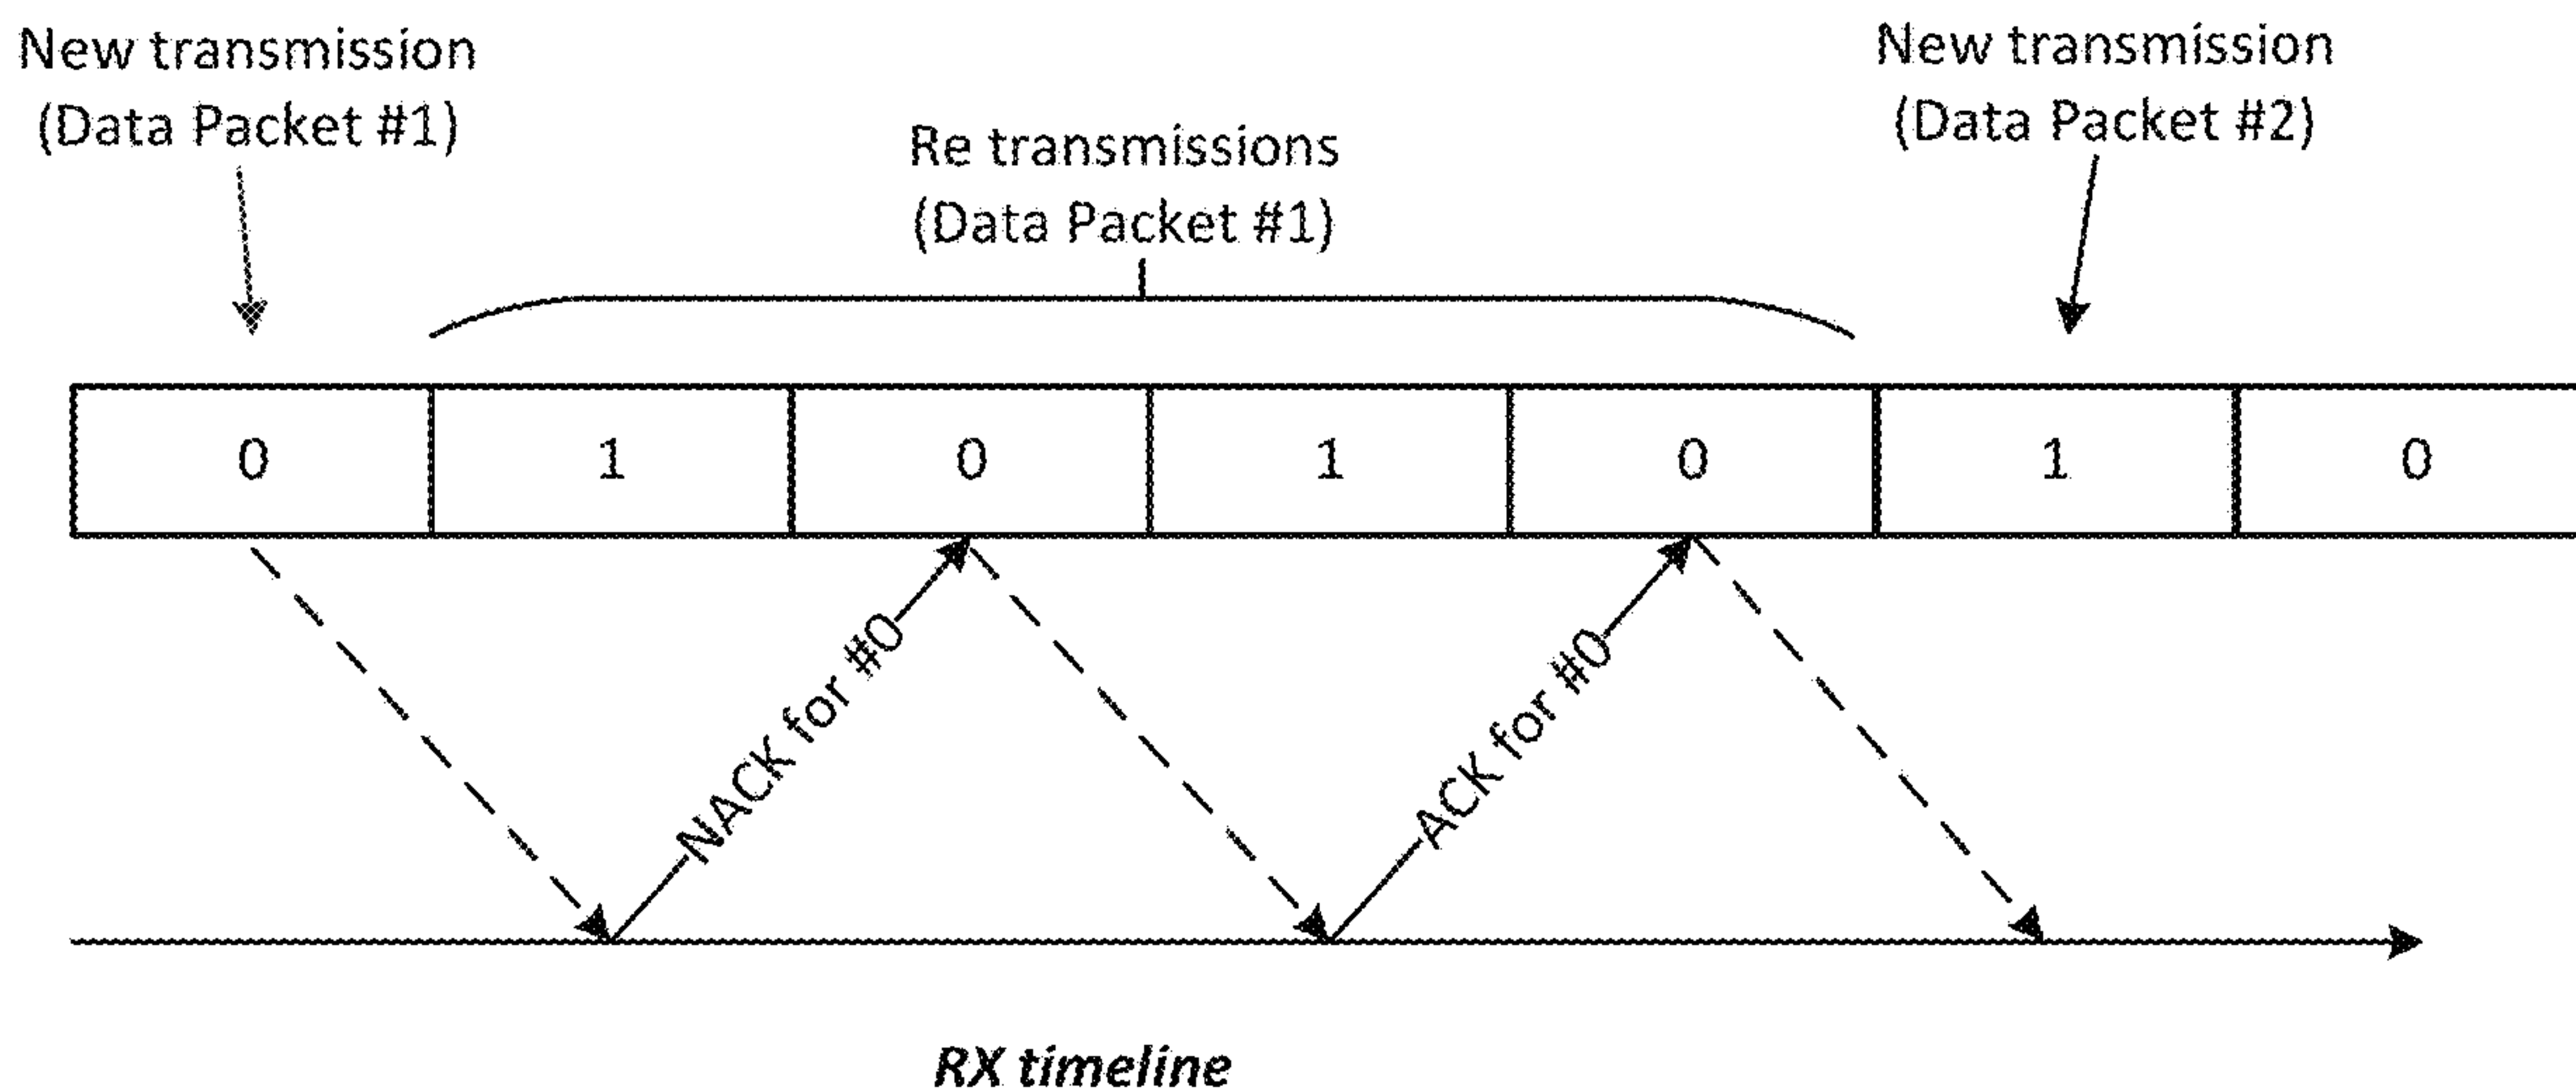 New transmission
(Data Packet #1)
Re transmissions
(Data Packet #1)
New transmission
(Data Packet #2)
0 1 0 1 0 1 0
NACK for #0
ACK for #0
RX timeline